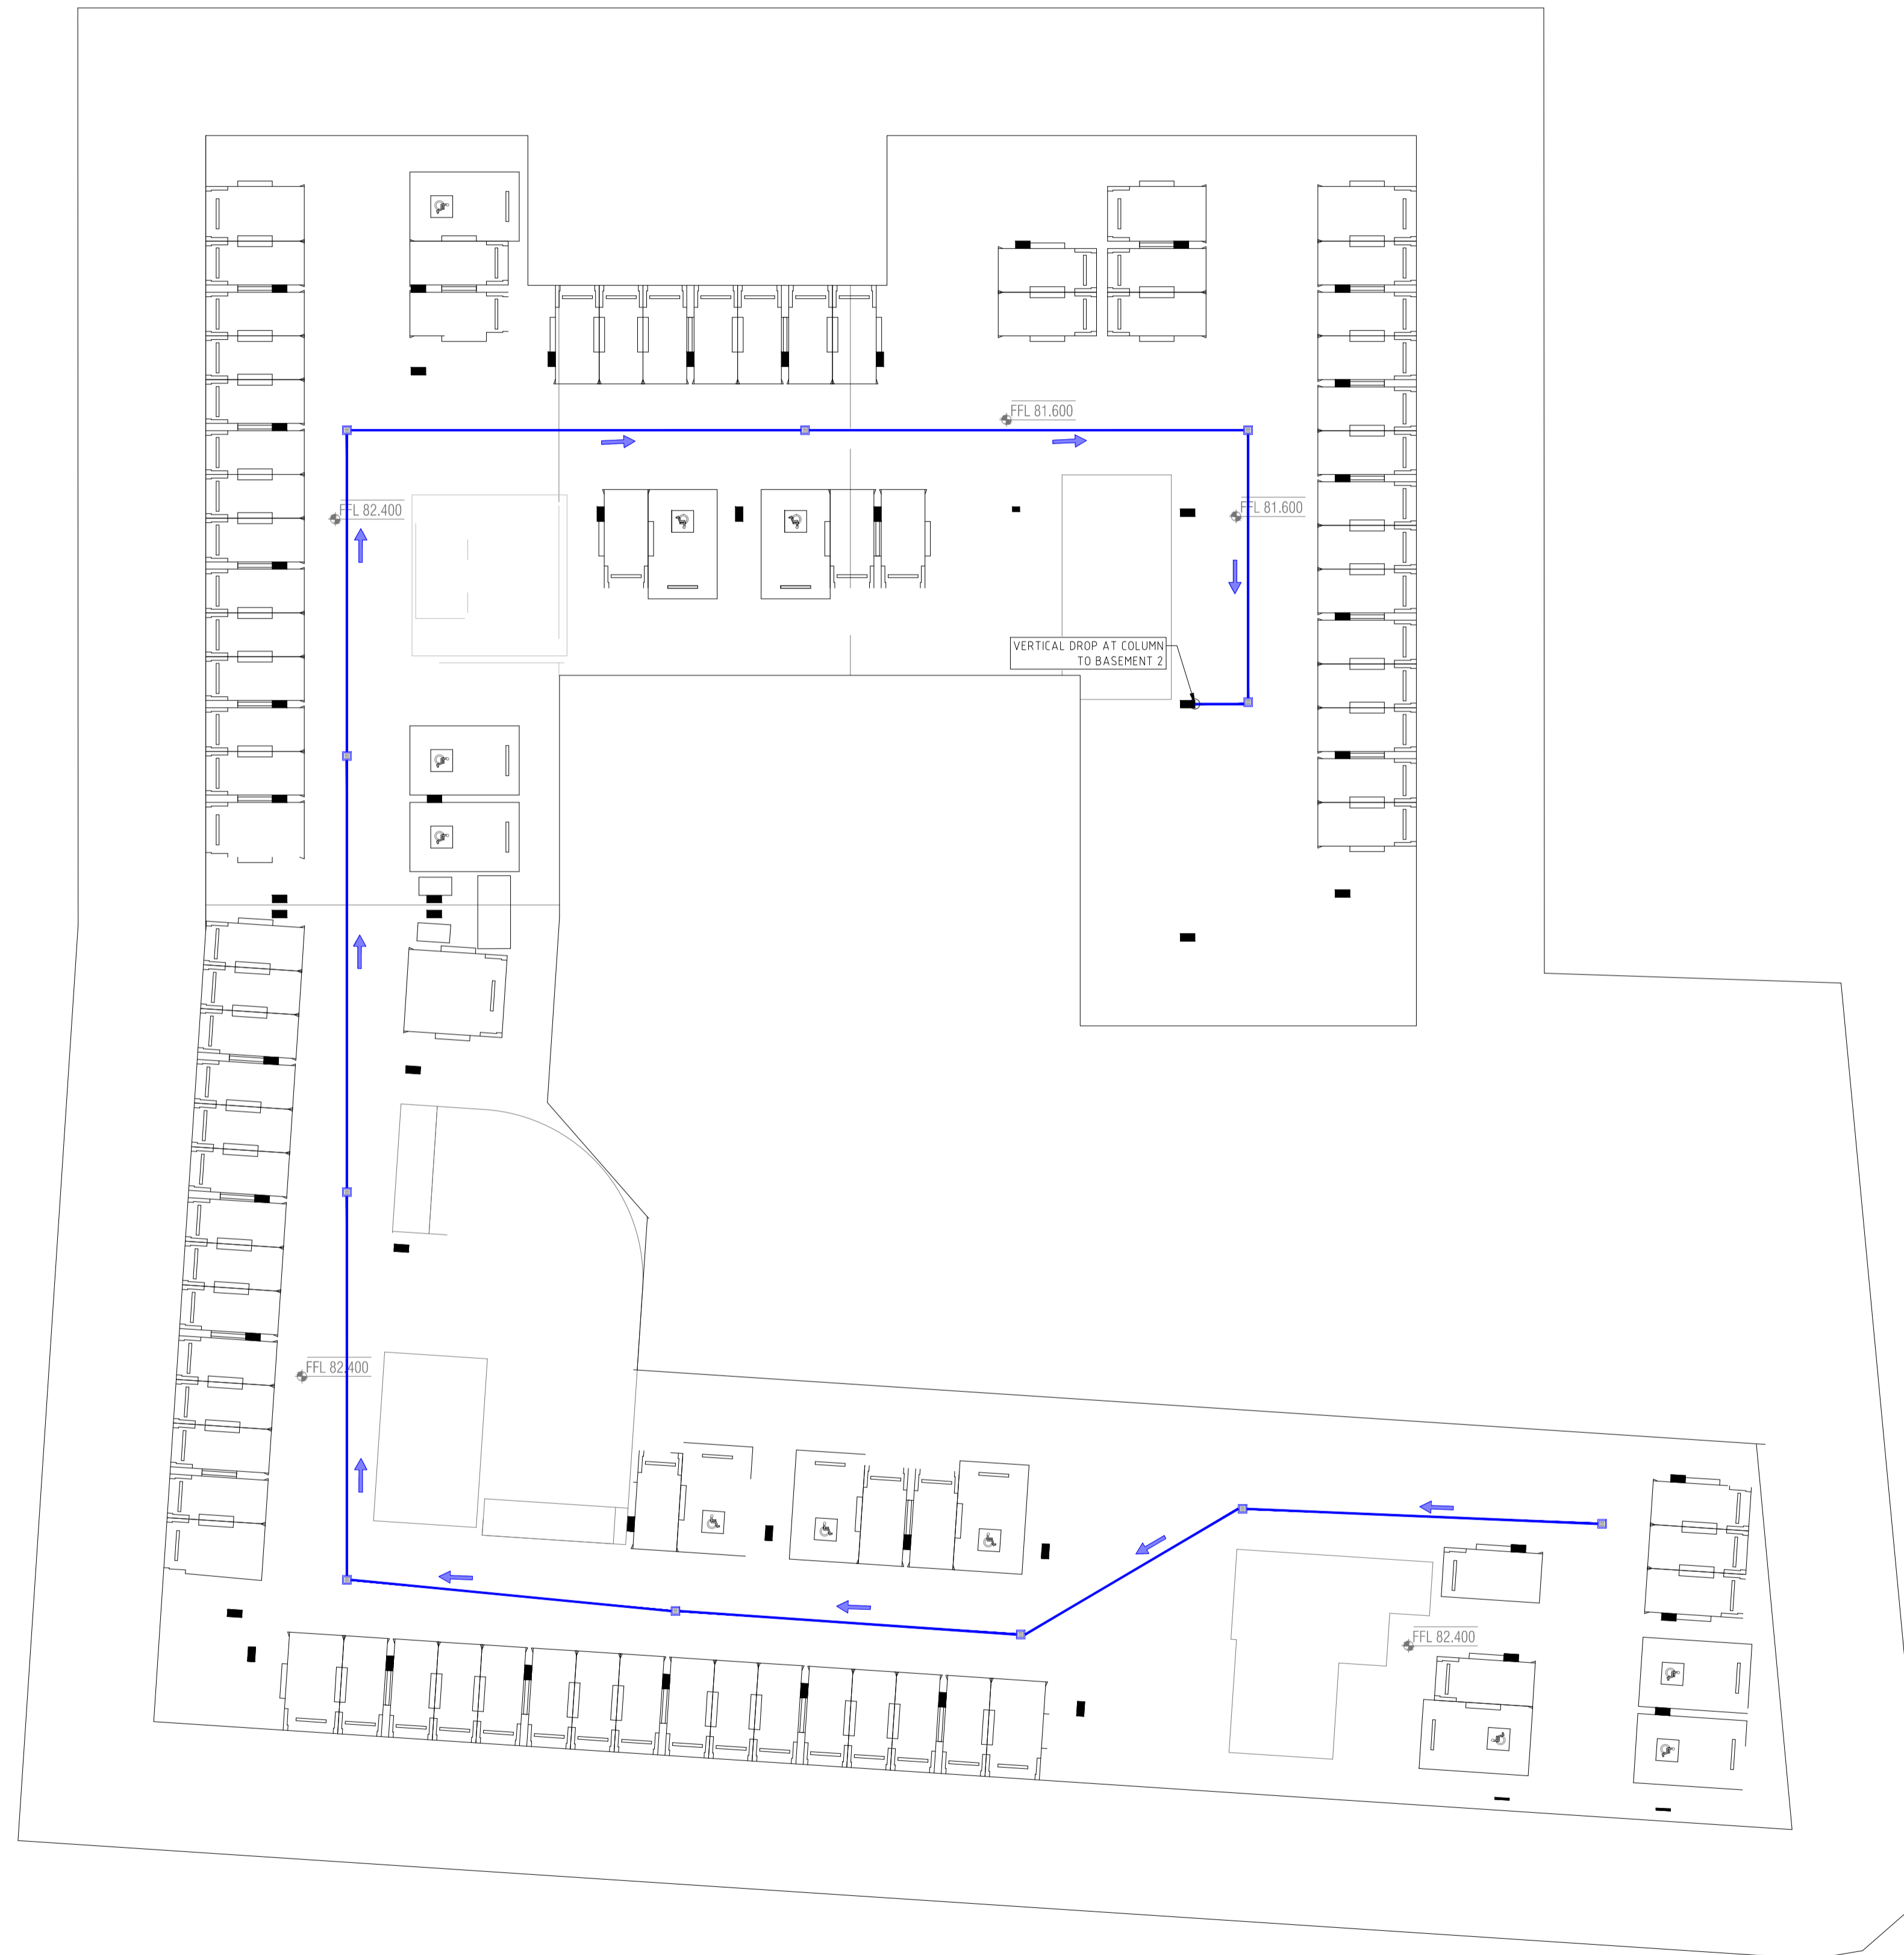 FFL 81.600
FFL 82.400
FFL 81.600
VERTICAL DROP AT COLUMN
TO BASEMENT 2
FFL 82.400
FFL 82.400